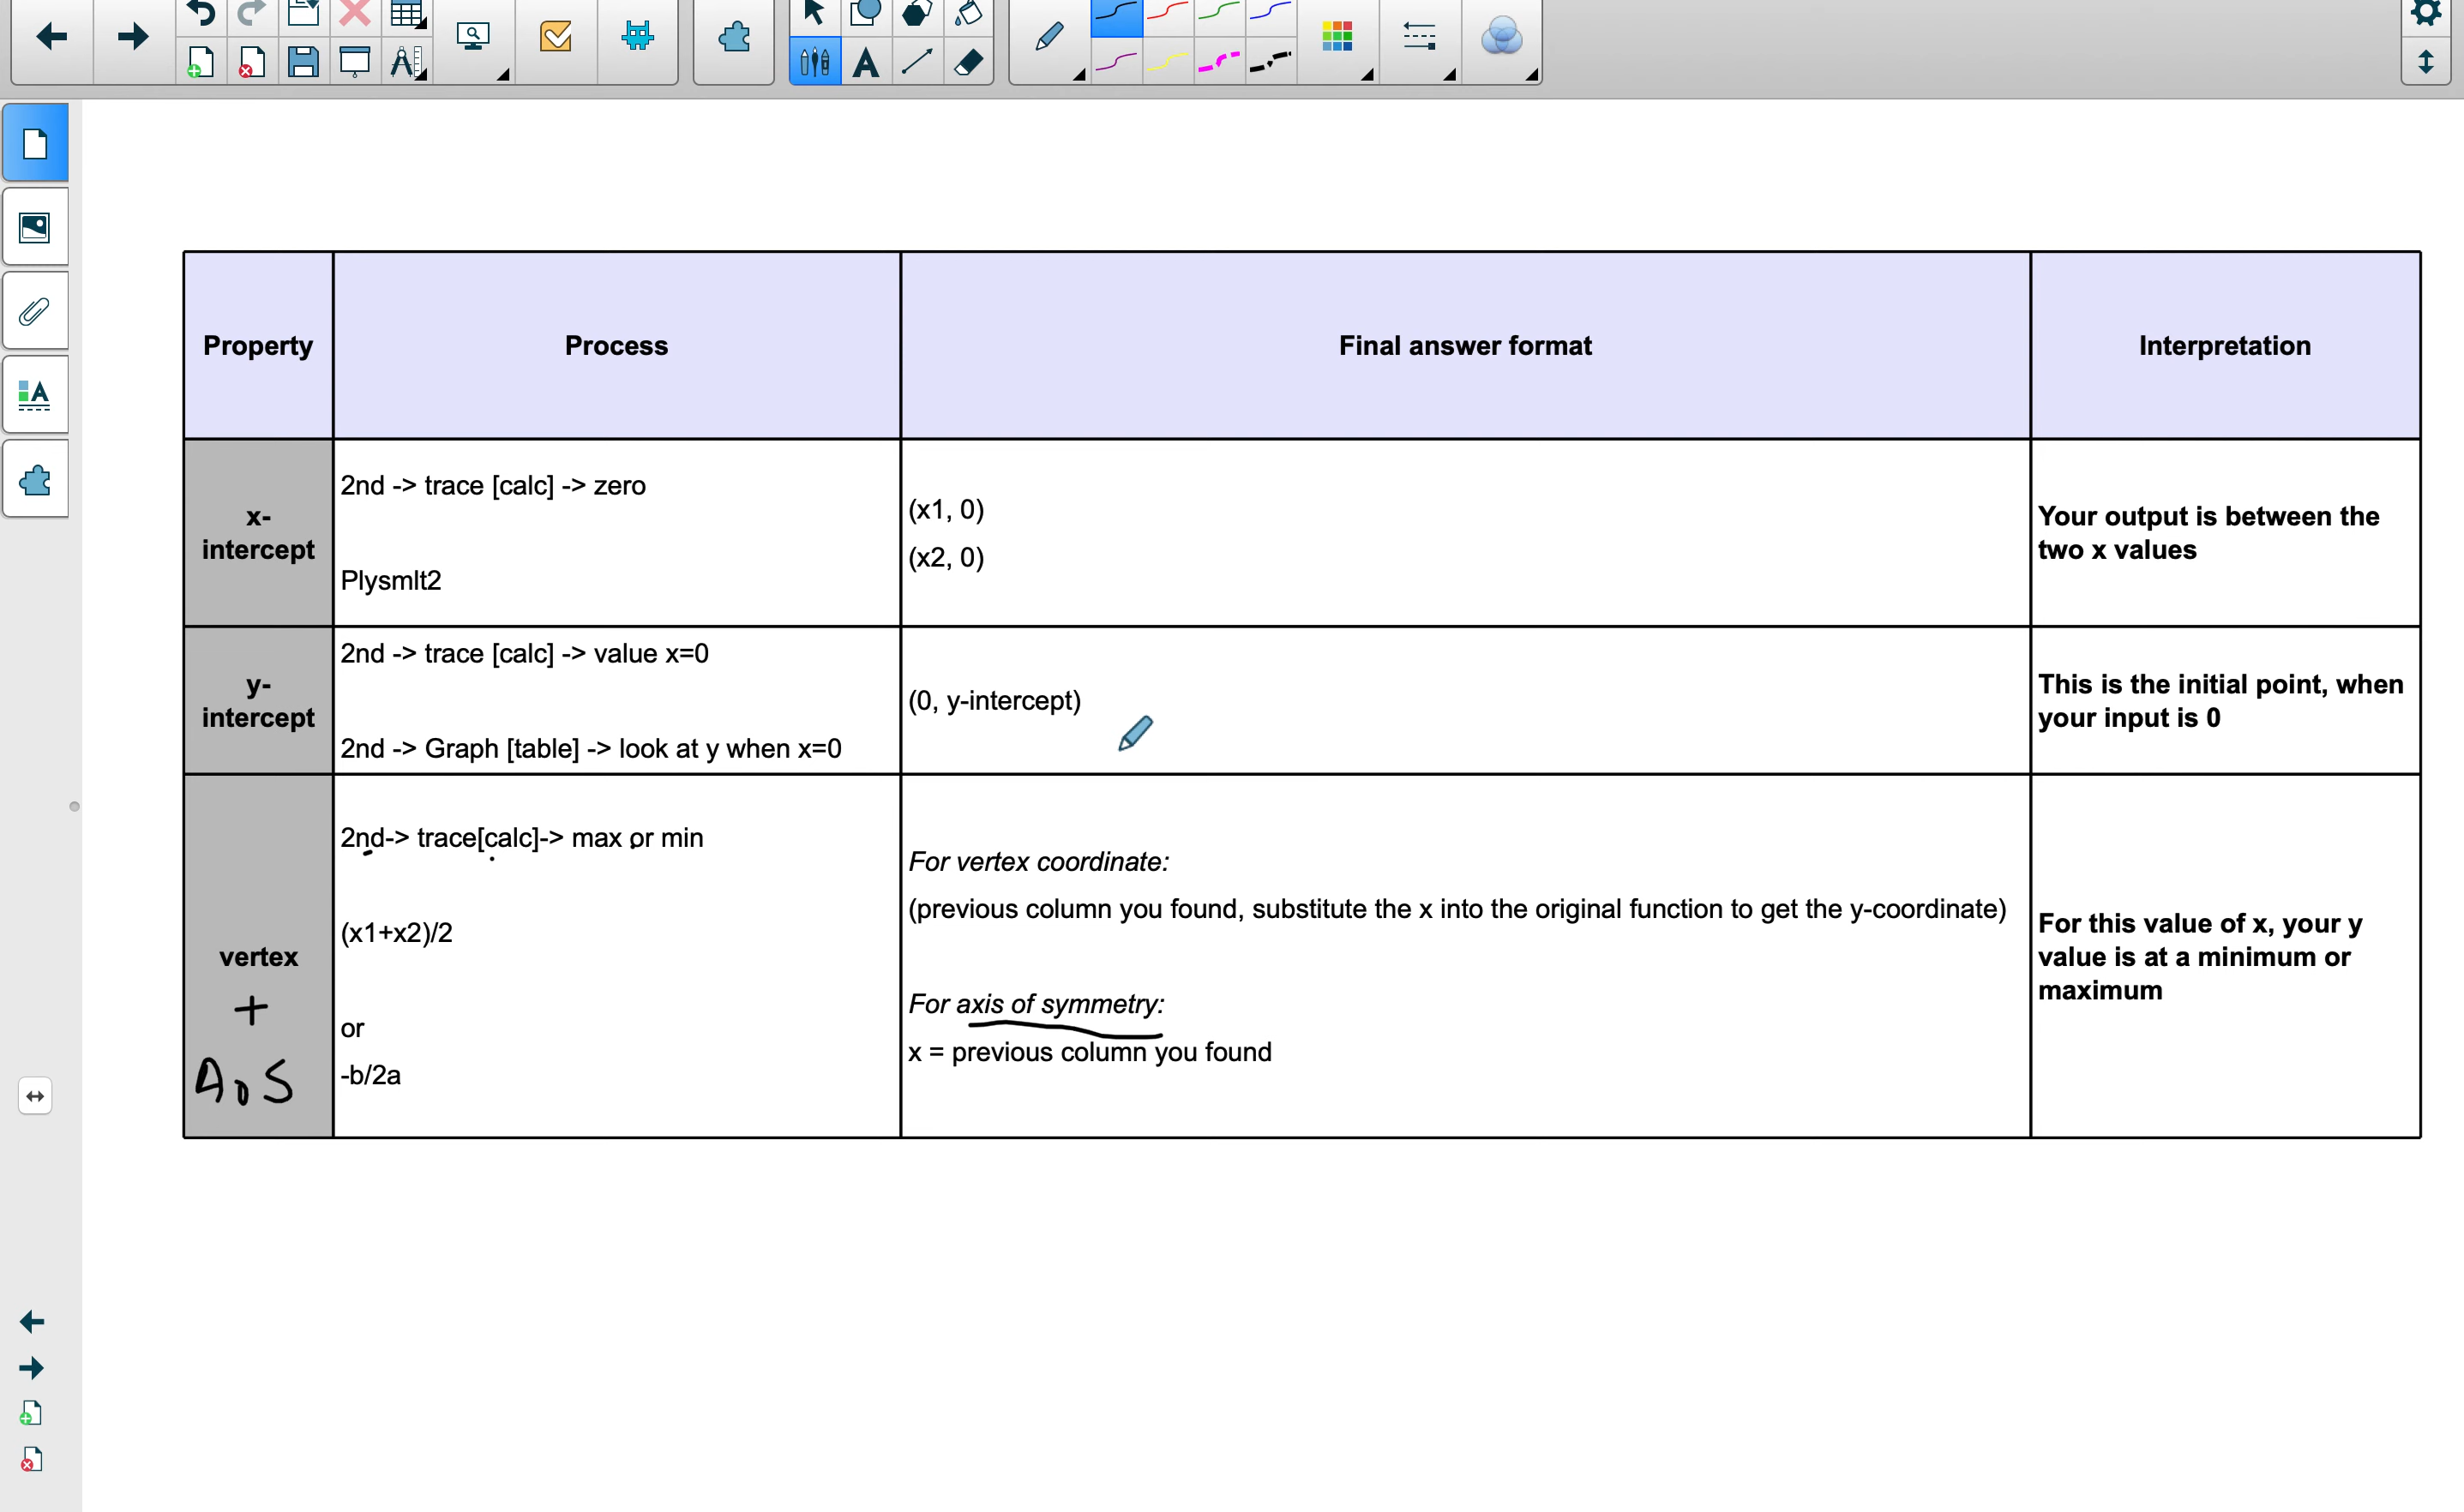 Property
Process
Final answer format
Interpretation
x-
intercept
2nd -> trace [calc] -> zero
Plysmlt2
(x1, 0)
(x2, 0)
Your output is between the
two x values
y-
intercept
2nd -> trace [calc] -> value x=0
2nd -> Graph [table] -> look at y when x=0
(0, y-intercept)
This is the initial point, when
your input is 0
vertex
+
AoS
2nd-> trace[calc]-> max or min
(x1+x2)/2
or
-b/2a
For vertex coordinate:
(previous column you found, substitute the x into the original function to get the y-coordinate)
For axis of symmetry:
x = previous column you found
For this value of x, your y
value is at a minimum or
maximum